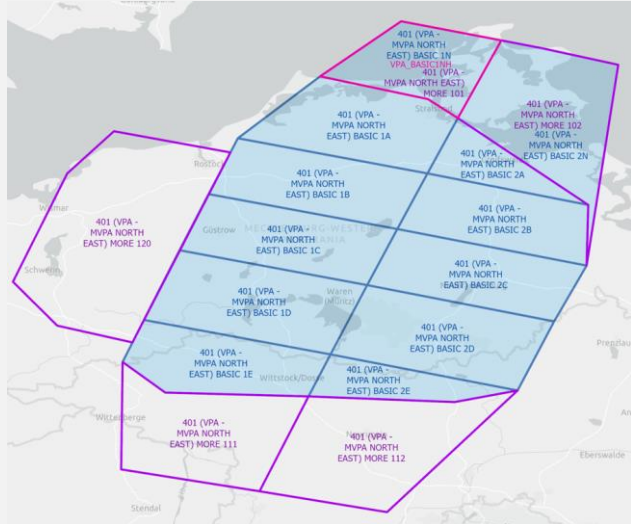 401 (VPA -
MVPA NORTH
EAST) BASIC 1N
VPA_BASIC1NH
401 (VPA -
MVPA NORTH EAST)
MORE 101
Stralsund
401 (VPA -
MVPA NORTH
EAST) MORE 102
401 (VPA -
MVPA NORTH
EAST) BASIC 2N
401 (VPA -
MVPA NORTH
EAST) BASIC 1A
401 (VPA -
MVPA NORTH
EAST) BASIC 2A
Rostock
401 (VPA -
MVPA NORTH
EAST) BASIC 1B
401 (VPA -
MVPA NORTH
EAST) BASIC 2B
Wismar
401 (VPA -
MVPA NORTH
EAST) MORE 120
Güstrow
401 (VPA -
MVPA NORTH
EAST) BASIC 1C
Schwerin
401 (VPA -
MVPA NORTH
EAST) BASIC 2C
401 (VPA -
MVPA NORTH
EAST) BASIC 1D
Waren
(Müritz)
401 (VPA -
MVPA NORTH
EAST) BASIC 2D
Prenzlau
401 (VPA -
MVPA NORTH
EAST) BASIC 1E
Wittstock/Dosse
401 (VPA -
MVPA NORTH
EAST) BASIC 2E
Wittenberge
401 (VPA -
MVPA NORTH
EAST) MORE 111
401 (VPA -
MVPA NORTH
EAST) MORE 112
Eberswalde
Stendal